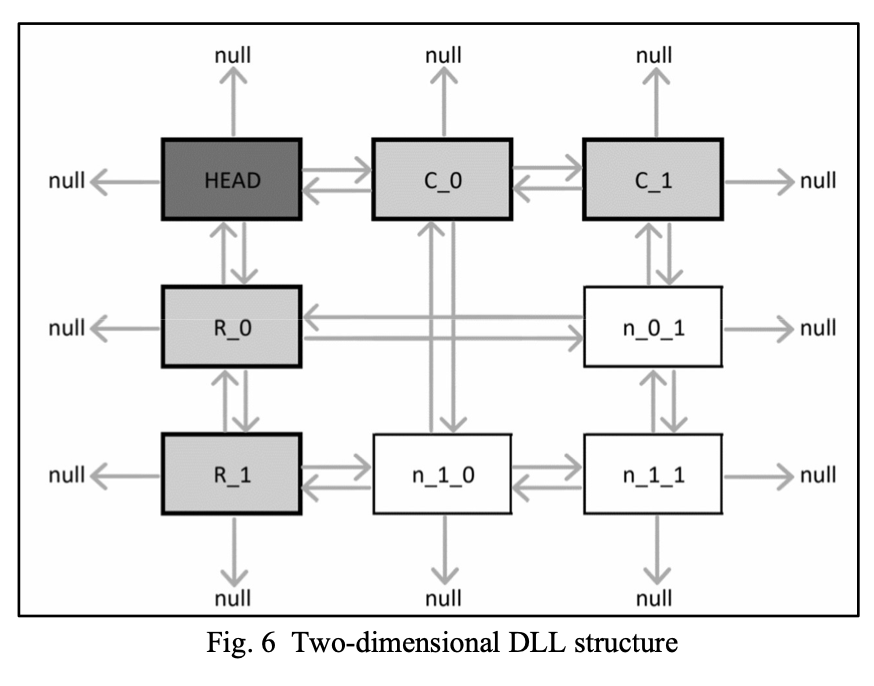 null null null
null HEAD C_0 C_1 null
null R_0 n_0_1 null
null R_1 n_1_0 n_1_1 null
null null null
Fig. 6 Two-dimensional DLL structure